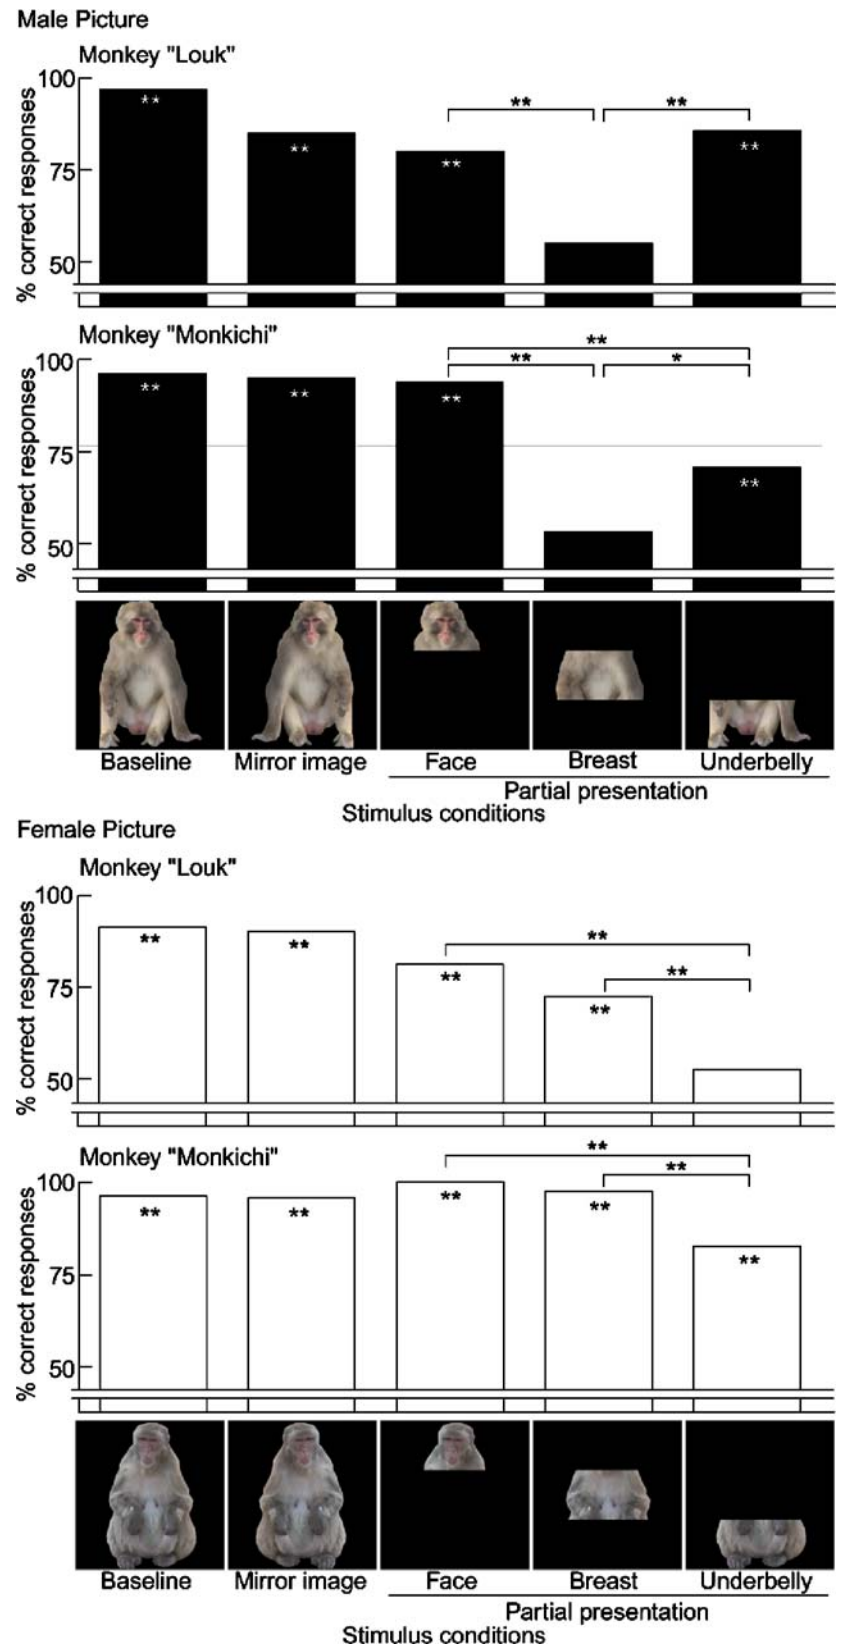 Male Picture
Monkey "Louk"
% correct responses
100
75
50
**
**
**
**
**
**
Monkey "Monkichi"
% correct responses
100
75
50
**
**
*
**
**
**
**
Baseline
Mirror image
Face
Breast
Underbelly
Partial presentation
Stimulus conditions
Female Picture
Monkey "Louk"
% correct responses
100
75
50
**
**
**
**
**
**
Monkey "Monkichi"
% correct responses
100
75
50
**
**
**
**
**
**
**
Baseline
Mirror image
Face
Breast
Underbelly
Partial presentation
Stimulus conditions